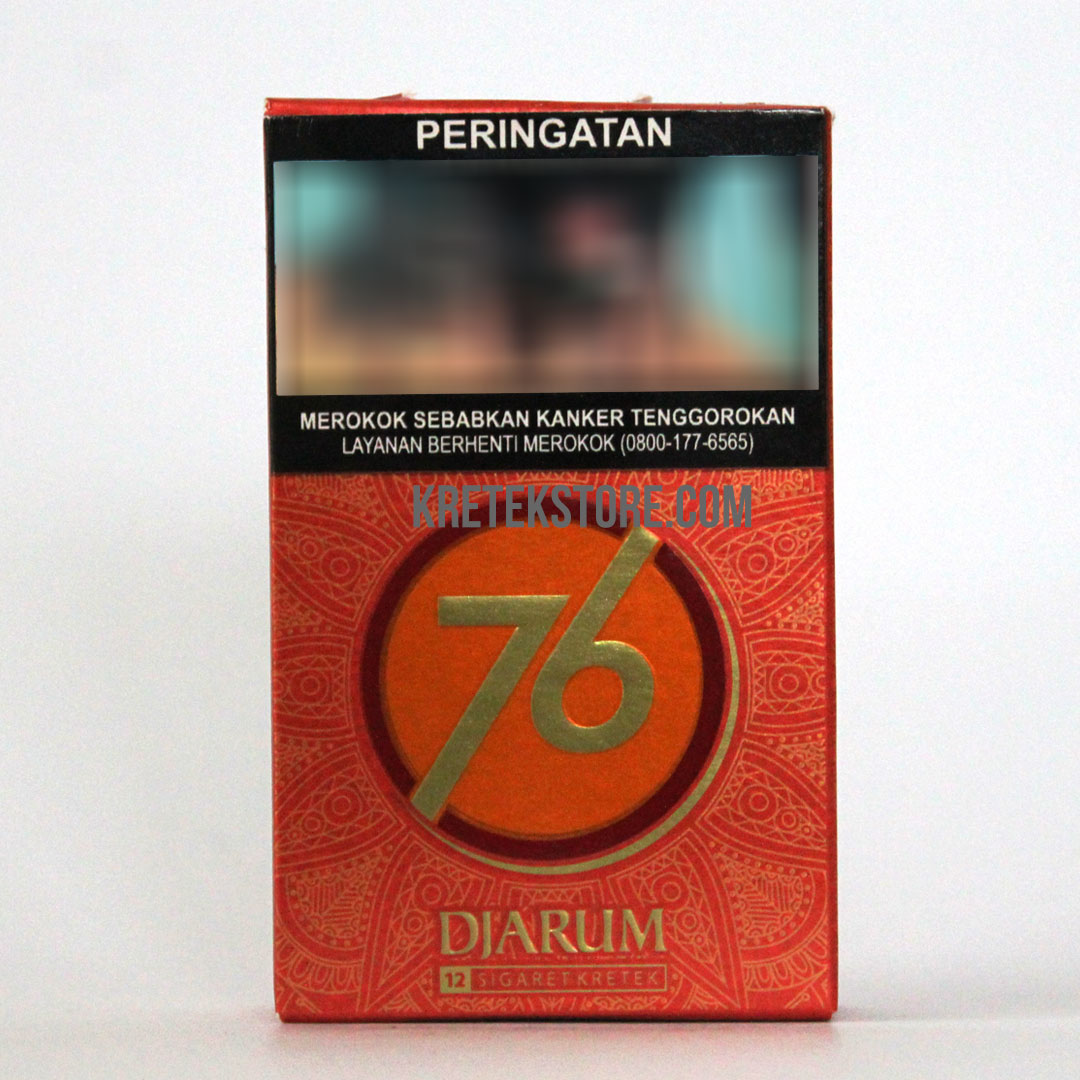 PERINGATAN
MEROKOK SEBABKAN KANKER TENGGOROKAN
LAYANAN BERHENTI MEROKOK (0800-177-6565)
KRETEKSTORE.COM
76
DJARUM
12 SIGARET KRETEK